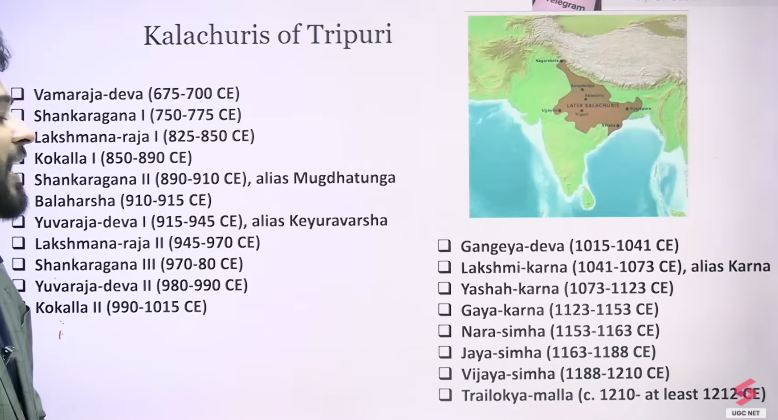 Telegram
Kalachuris of Tripuri
Vamaraja-deva (675-700 CE)
Shankaragana I (750-775 CE)
Lakshmana-raja I (825-850 CE)
Kokalla I (850-890 CE)
Shankaragana II (890-910 CE), alias Mugdhatunga
Balaharsha (910-915 CE)
Yuvaraja-deva I (915-945 CE), alias Keyuravarsha
Lakshmana-raja II (945-970 CE)
Shankaragana III (970-80 CE)
Yuvaraja-deva II (980-990 CE)
Kokalla II (990-1015 CE)
LATER KALACHURIS
Gangeya-deva (1015-1041 CE)
Lakshmi-karna (1041-1073 CE), alias Karna
Yashah-karna (1073-1123 CE)
Gaya-karna (1123-1153 CE)
Nara-simha (1153-1163 CE)
Jaya-simha (1163-1188 CE)
Vijaya-simha (1188-1210 CE)
Trailokya-malla (c. 1210- at least 1212 CE)
UGC NET